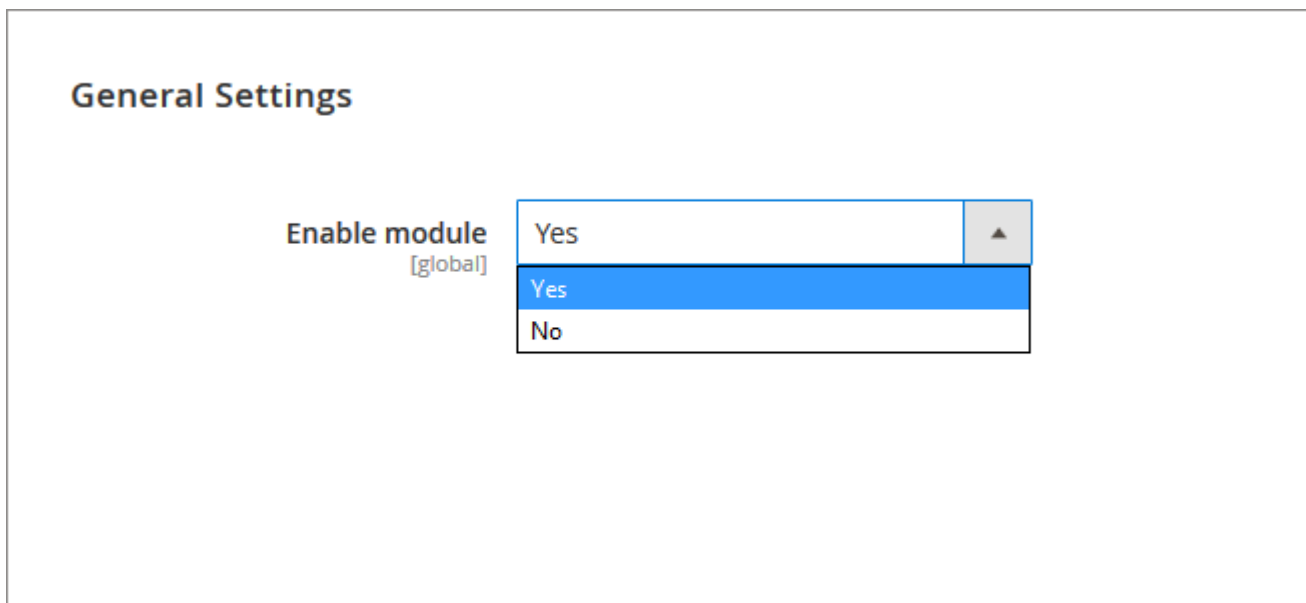 General Settings
Enable module
Yes
[global]
Yes
No